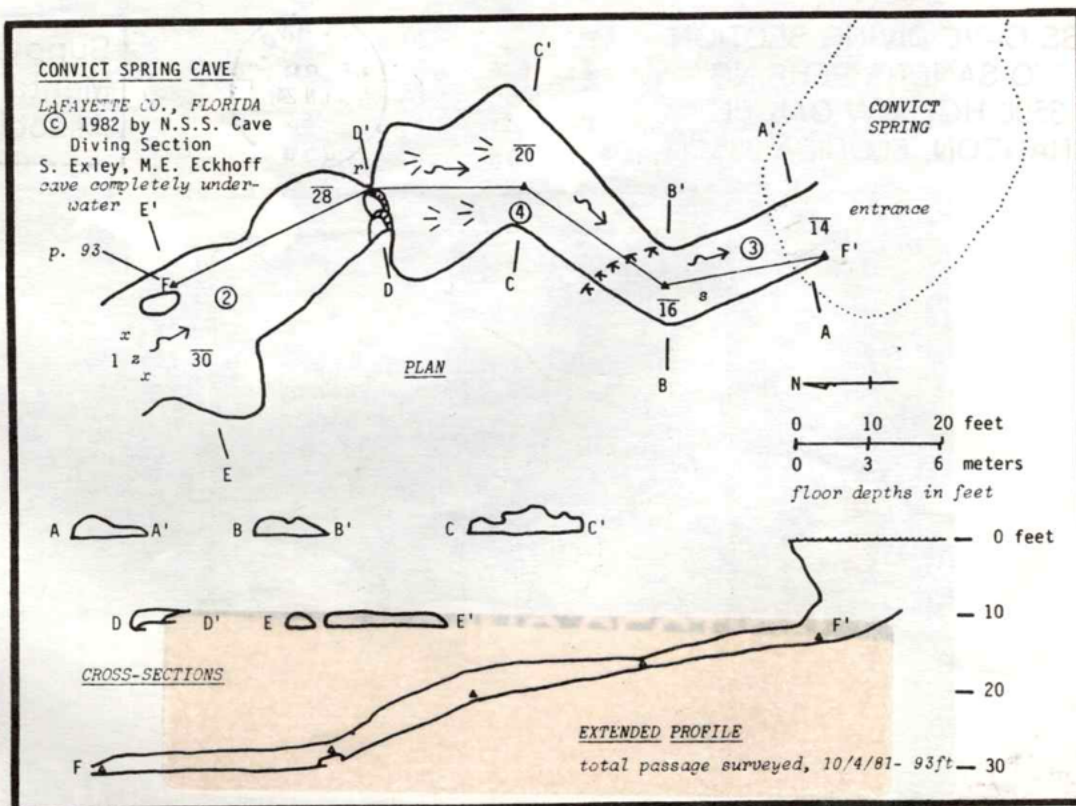 CONVICT SPRING CAVE
LAFAYETTE CO., FLORIDA
© 1982 by N.S.S. Cave
Diving Section
S. Exley, M.E. Eckhoff
cave completely under-
water
E'
p. 93
F
②
x
1 z
x
30
E
28
D'
r
D
C'
20
④
C
PLAN
B'
16
s
B
③
A'
CONVICT
SPRING
entrance
14
F'
A
N
0 10 20 feet
0 3 6 meters
floor depths in feet
A A' B B' C C'
D D' E E'
CROSS-SECTIONS
0 feet
10
F'
20
EXTENDED PROFILE
F
total passage surveyed, 10/4/81- 93ft
30